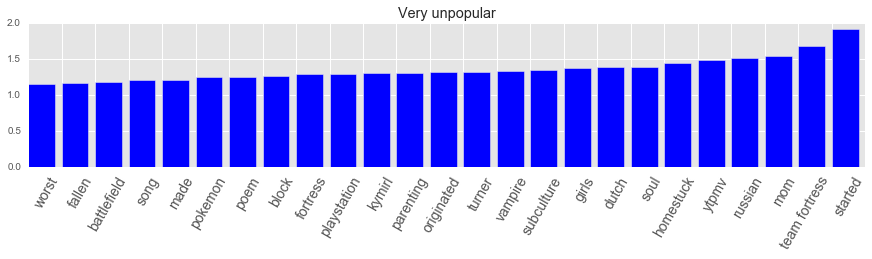 Very unpopular
2.0
1.5
1.0
0.5
0.0
worst
fallen
battlefield
song
made
pokemon
poem
block
fortress
playstation
kymirl
parenting
originated
turner
vampire
subculture
girls
dutch
soul
homestuck
ytpmv
russian
mom
team fortress
started